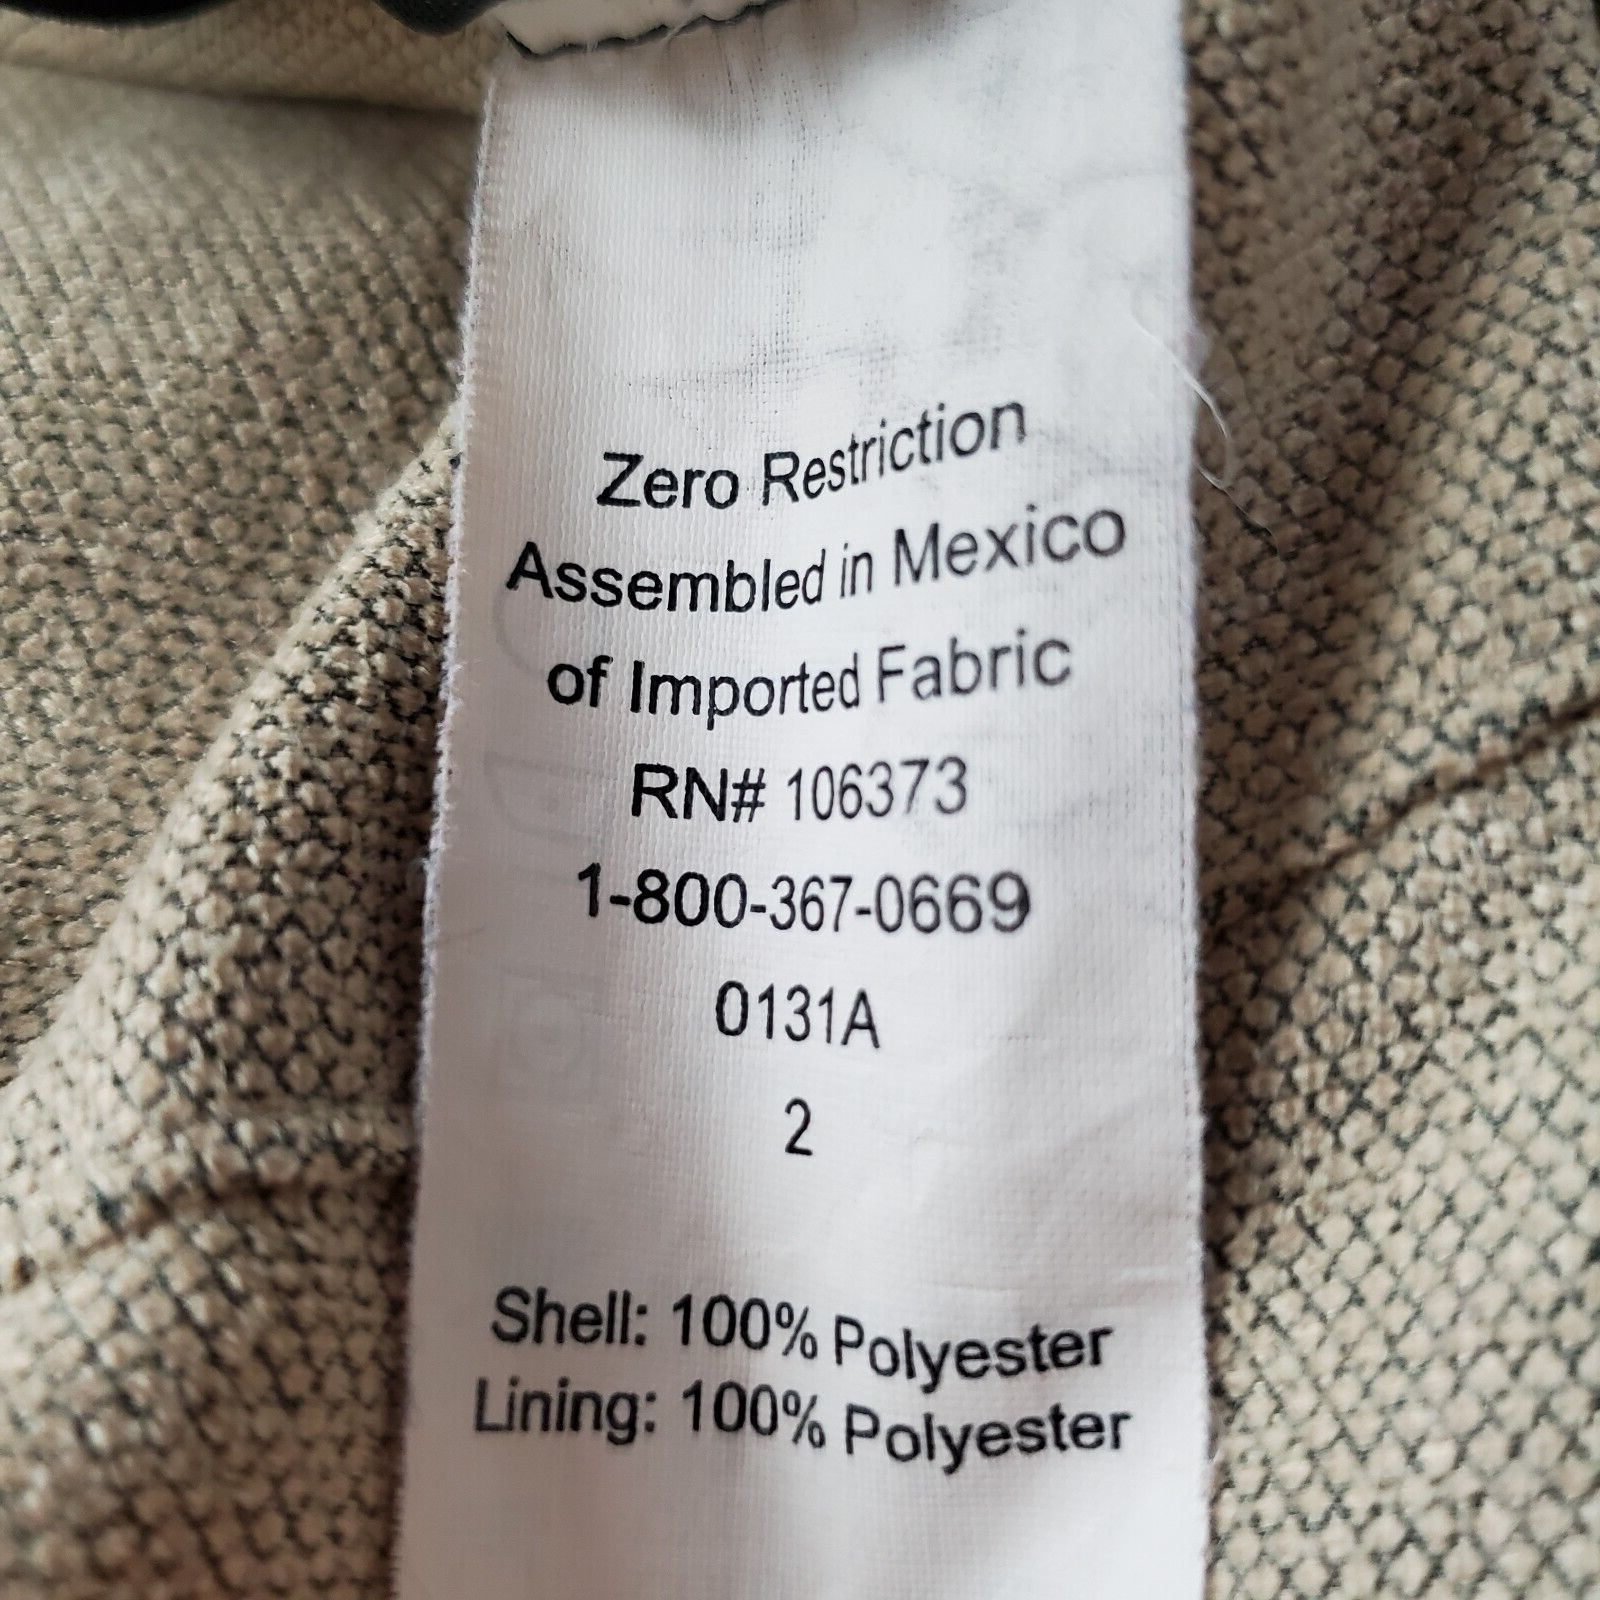 Zero Restriction
Assembled in Mexico
of Imported Fabric
RN# 106373
1-800-367-0669
0131A
2
Shell: 100% Polyester
Lining: 100% Polyester